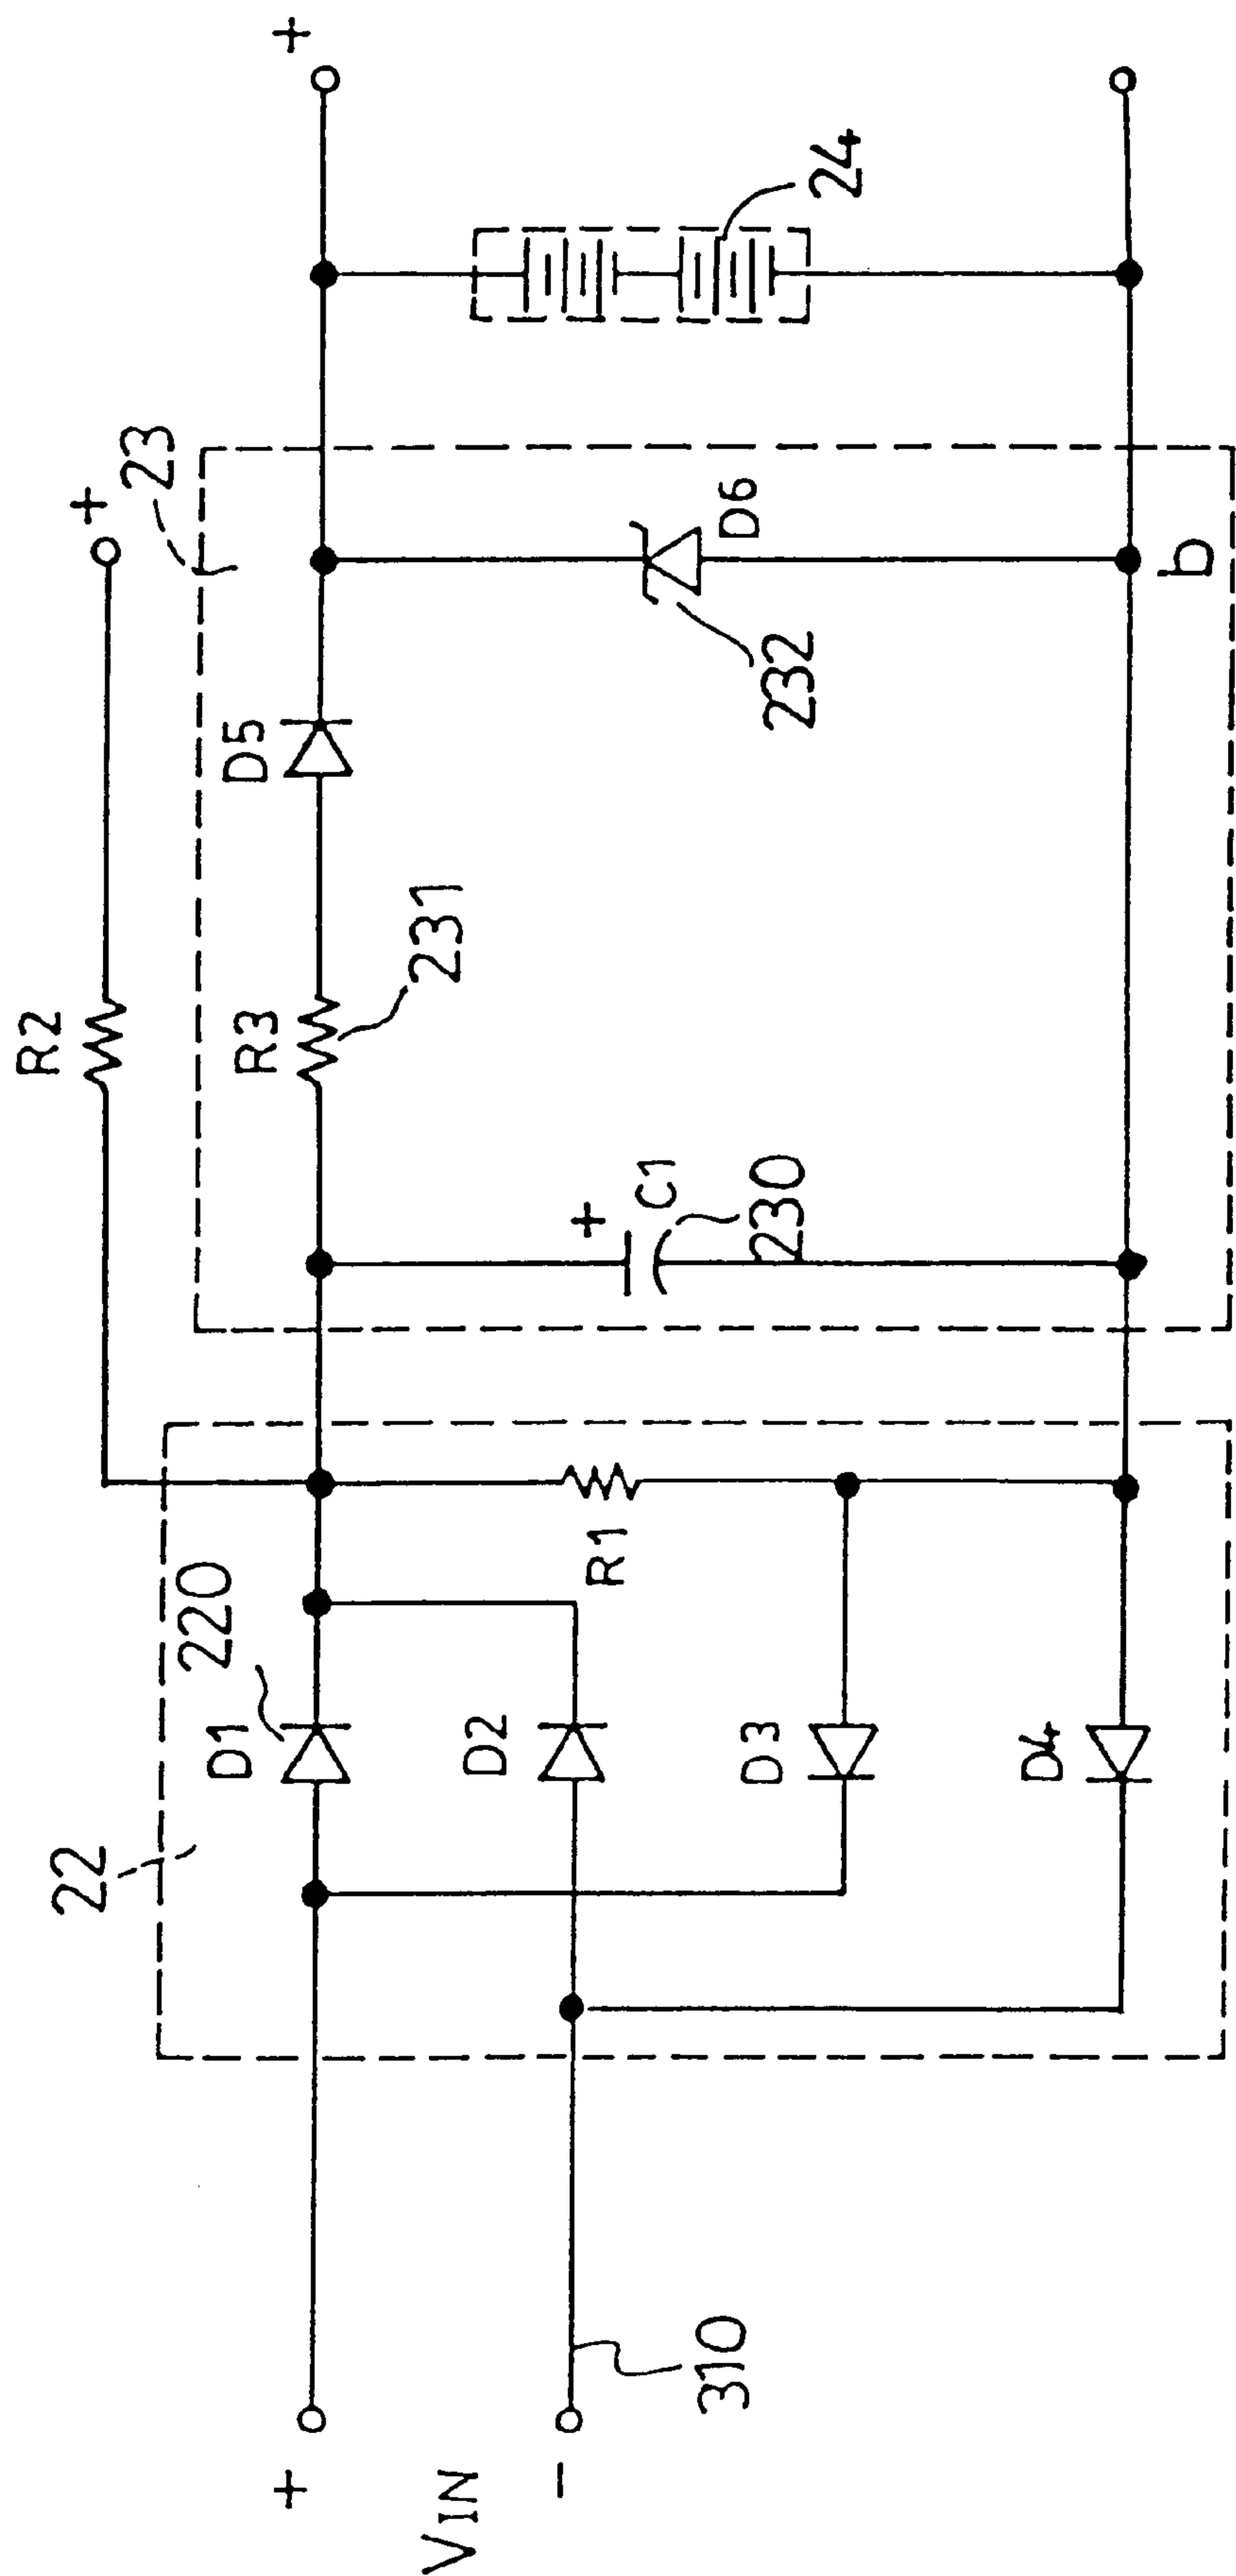 R2
+
23
+
22
D1
220
R3
D5
231
D2
R1
+
C1
230
D6
232
24
D3
D4
b
+
VIN
-
310